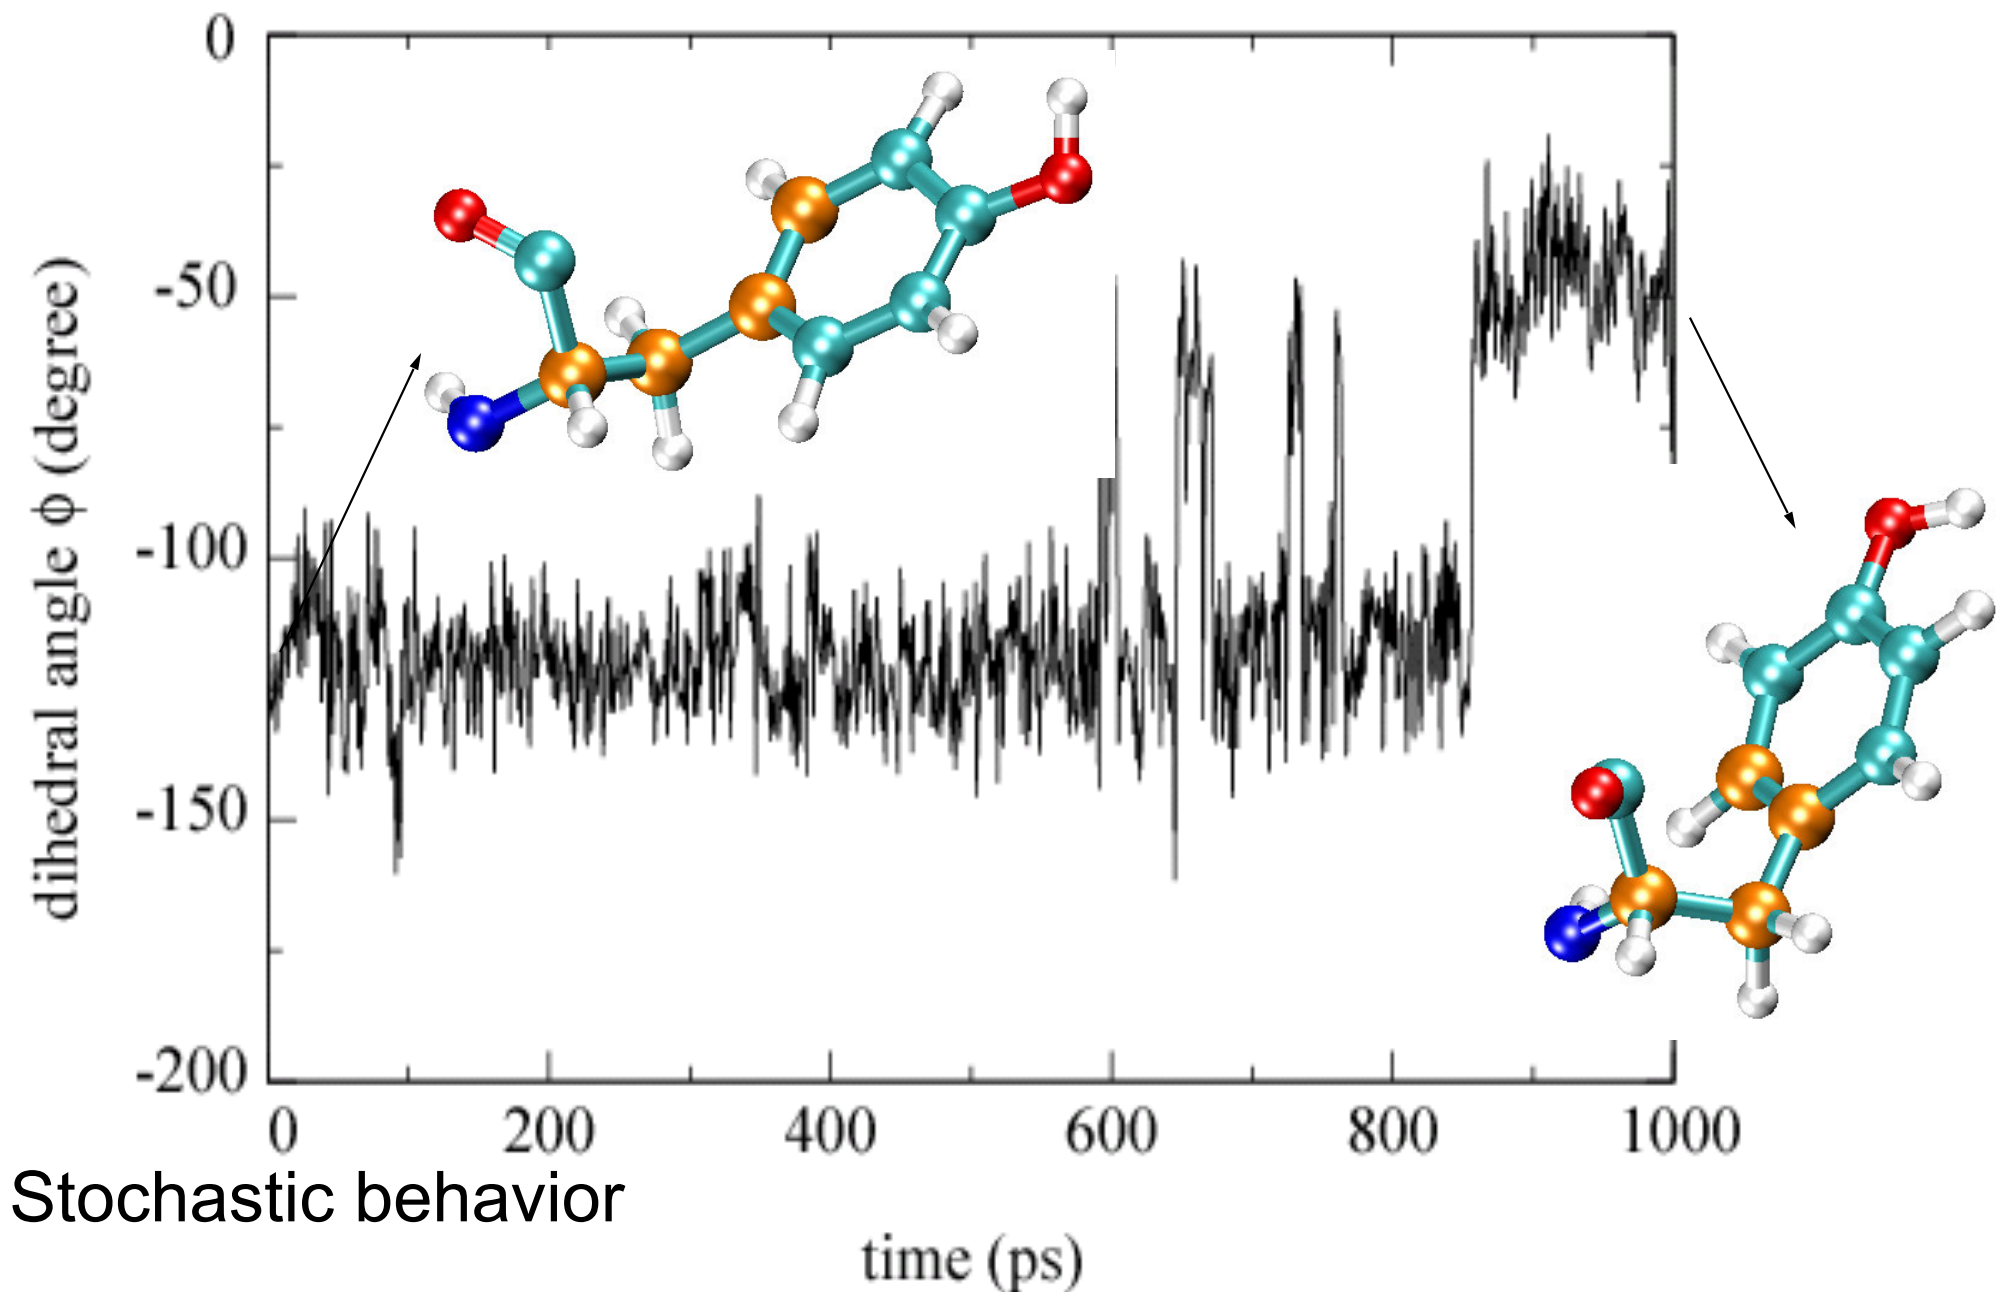 0
-50
-100
-150
-200
dihedral angle ϕ (degree)
0 200 400 600 800 1000
Stochastic behavior
time (ps)